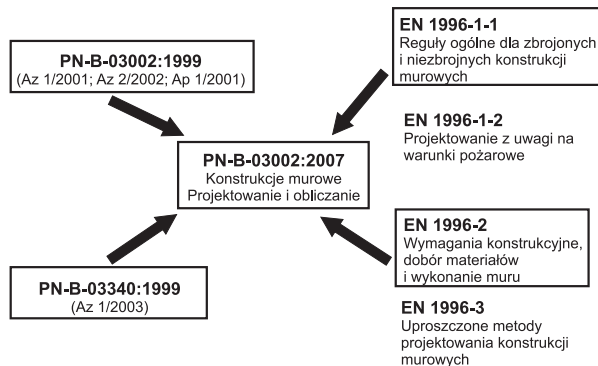 PN-B-03002:1999
(Az 1/2001; Az 2/2002; Ap 1/2001)
EN 1996-1-1
Reguły ogólne dla zbrojonych
i niezbrojnych konstrukcji
murowych
EN 1996-1-2
Projektowanie z uwagi na
warunki pożarowe
PN-B-03002:2007
Konstrukcje murowe
Projektowanie i obliczanie
EN 1996-2
Wymagania konstrukcyjne,
dobór materiałów
i wykonanie muru
PN-B-03340:1999
(Az 1/2003)
EN 1996-3
Uproszczone metody
projektowania konstrukcji
murowych